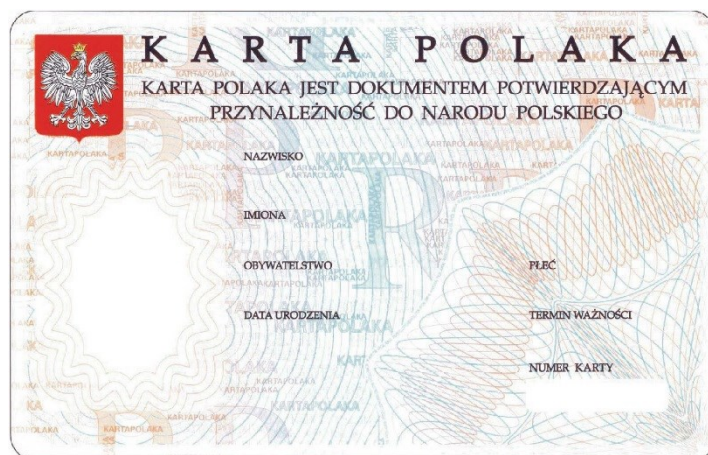 KARTA POLAKA
KARTA POLAKA JEST DOKUMENTEM POTWIERDZAJĄCYM
PRZYNALEŻNOŚĆ DO NARODU POLSKIEGO
NAZWISKO
IMIONA
OBYWATELSTWO
PŁEĆ
DATA URODZENIA
TERMIN WAŻNOŚCI
NUMER KARTY